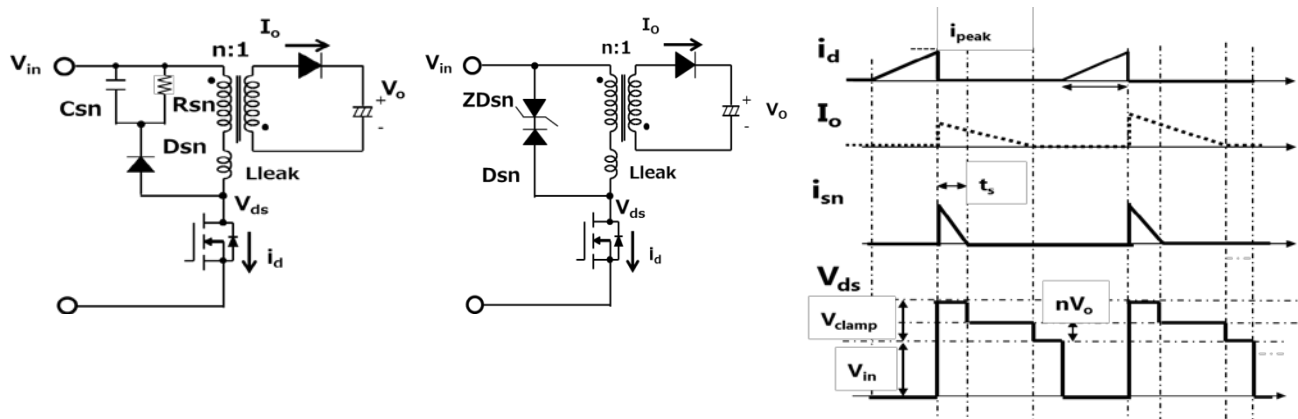 Vin
Csn
Rsn
Dsn
n:1
Io
Vo
+
-
Lleak
Vds
id
Vin
ZDsn
Dsn
n:1
Io
Vo
+
-
Lleak
Vds
id
id
ipeak
Io
isn
ts
Vds
Vclamp
nVo
Vin